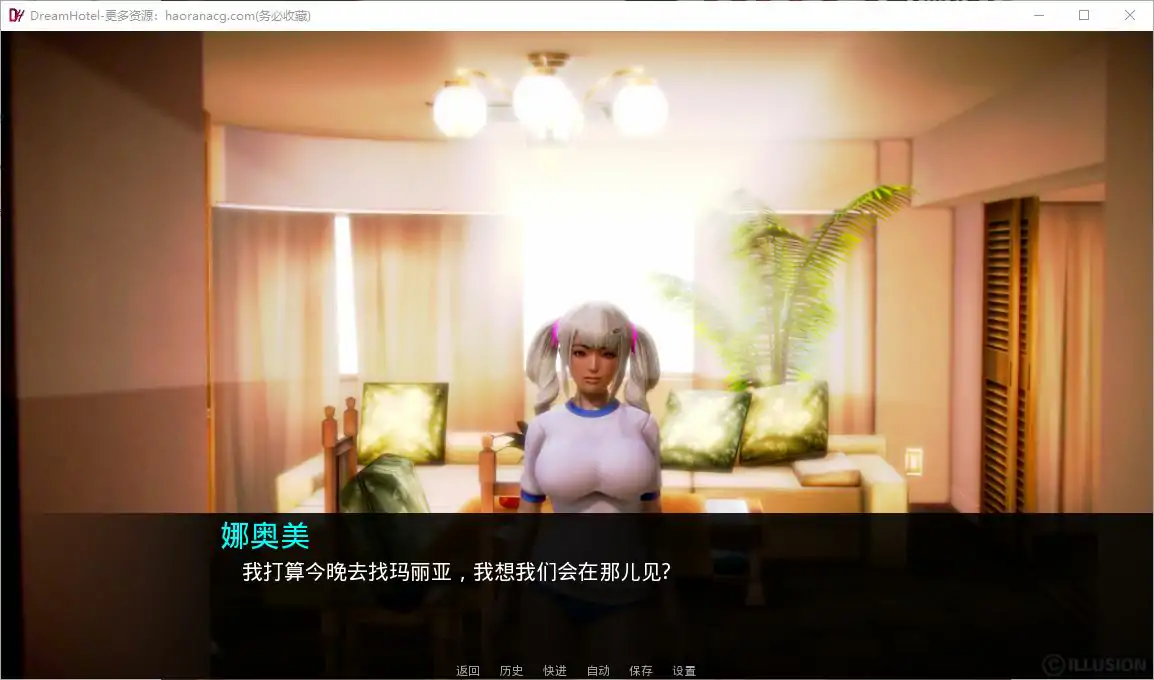 DreamHotel-更多资源：haoranacg.com(务必收藏)
娜奥美
我打算今晚去找玛丽亚，我想我们会在那儿见?
返回 历史 快进 自动 保存 设置
©ILLUSION